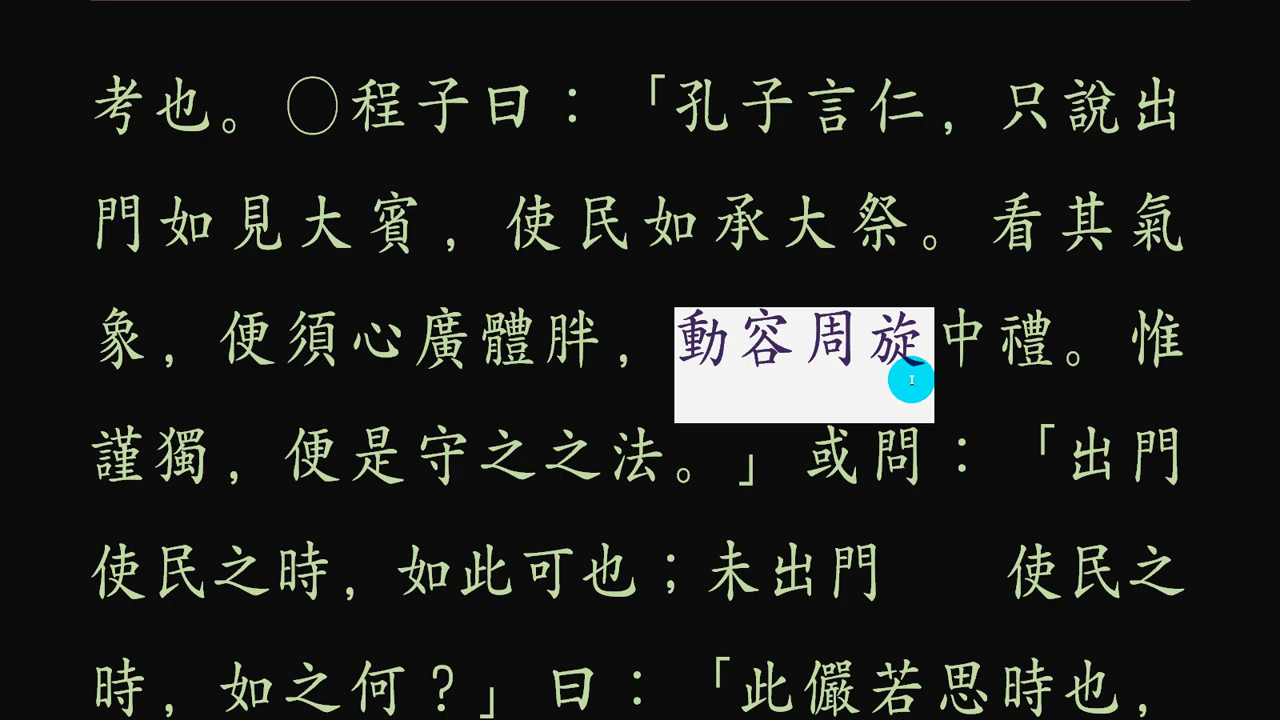 考也。◯程子曰：「孔子言仁，只說出
門如見大賓，使民如承大祭。看其氣
象，便須心廣體胖，動容周旋中禮。惟
謹獨，便是守之之法。」或問：「出門
使民之時，如此可也；未出門　　使民之
時，如之何？」曰：「此儼若思時也，